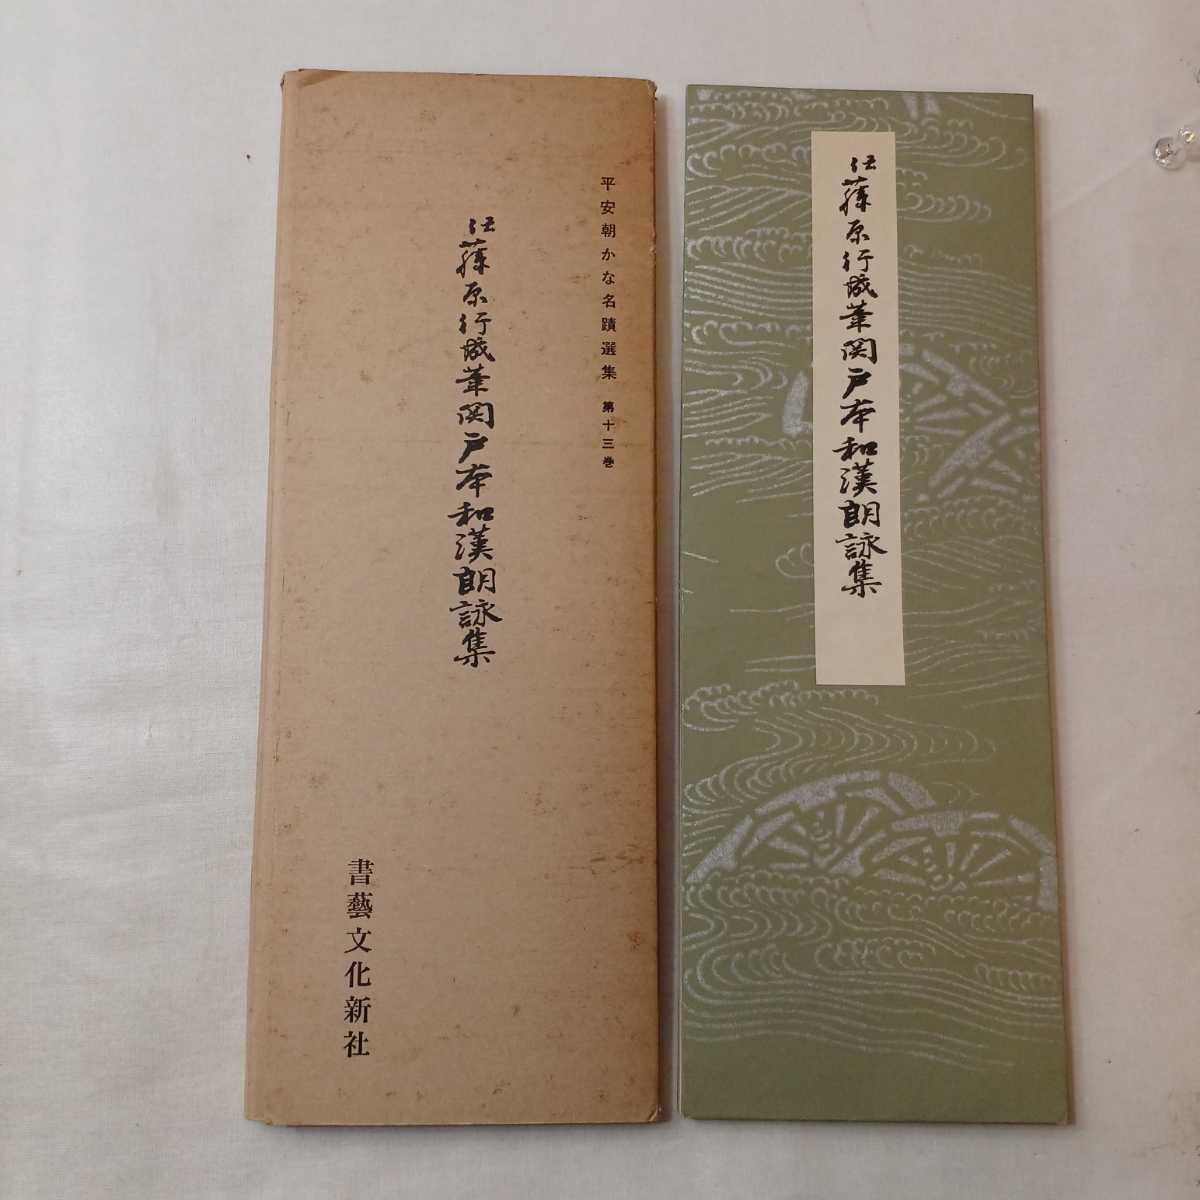 平安朝かな名蹟選集 第十三巻
伝藤原行成筆関戸本和漢朗詠集
書藝文化新社
伝藤原行成筆関戸本和漢朗詠集